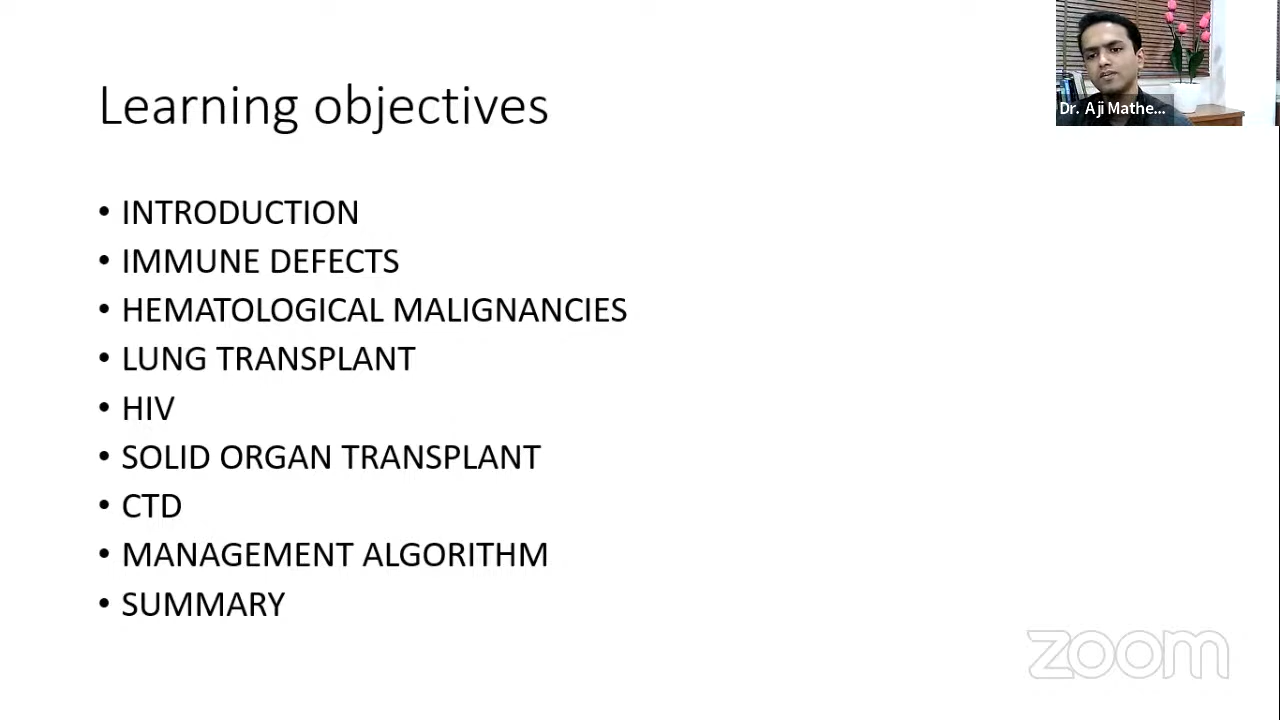 Learning objectives
Dr. Aji Mathe...
• INTRODUCTION
• IMMUNE DEFECTS
• HEMATOLOGICAL MALIGNANCIES
• LUNG TRANSPLANT
• HIV
• SOLID ORGAN TRANSPLANT
• CTD
• MANAGEMENT ALGORITHM
• SUMMARY
zoom